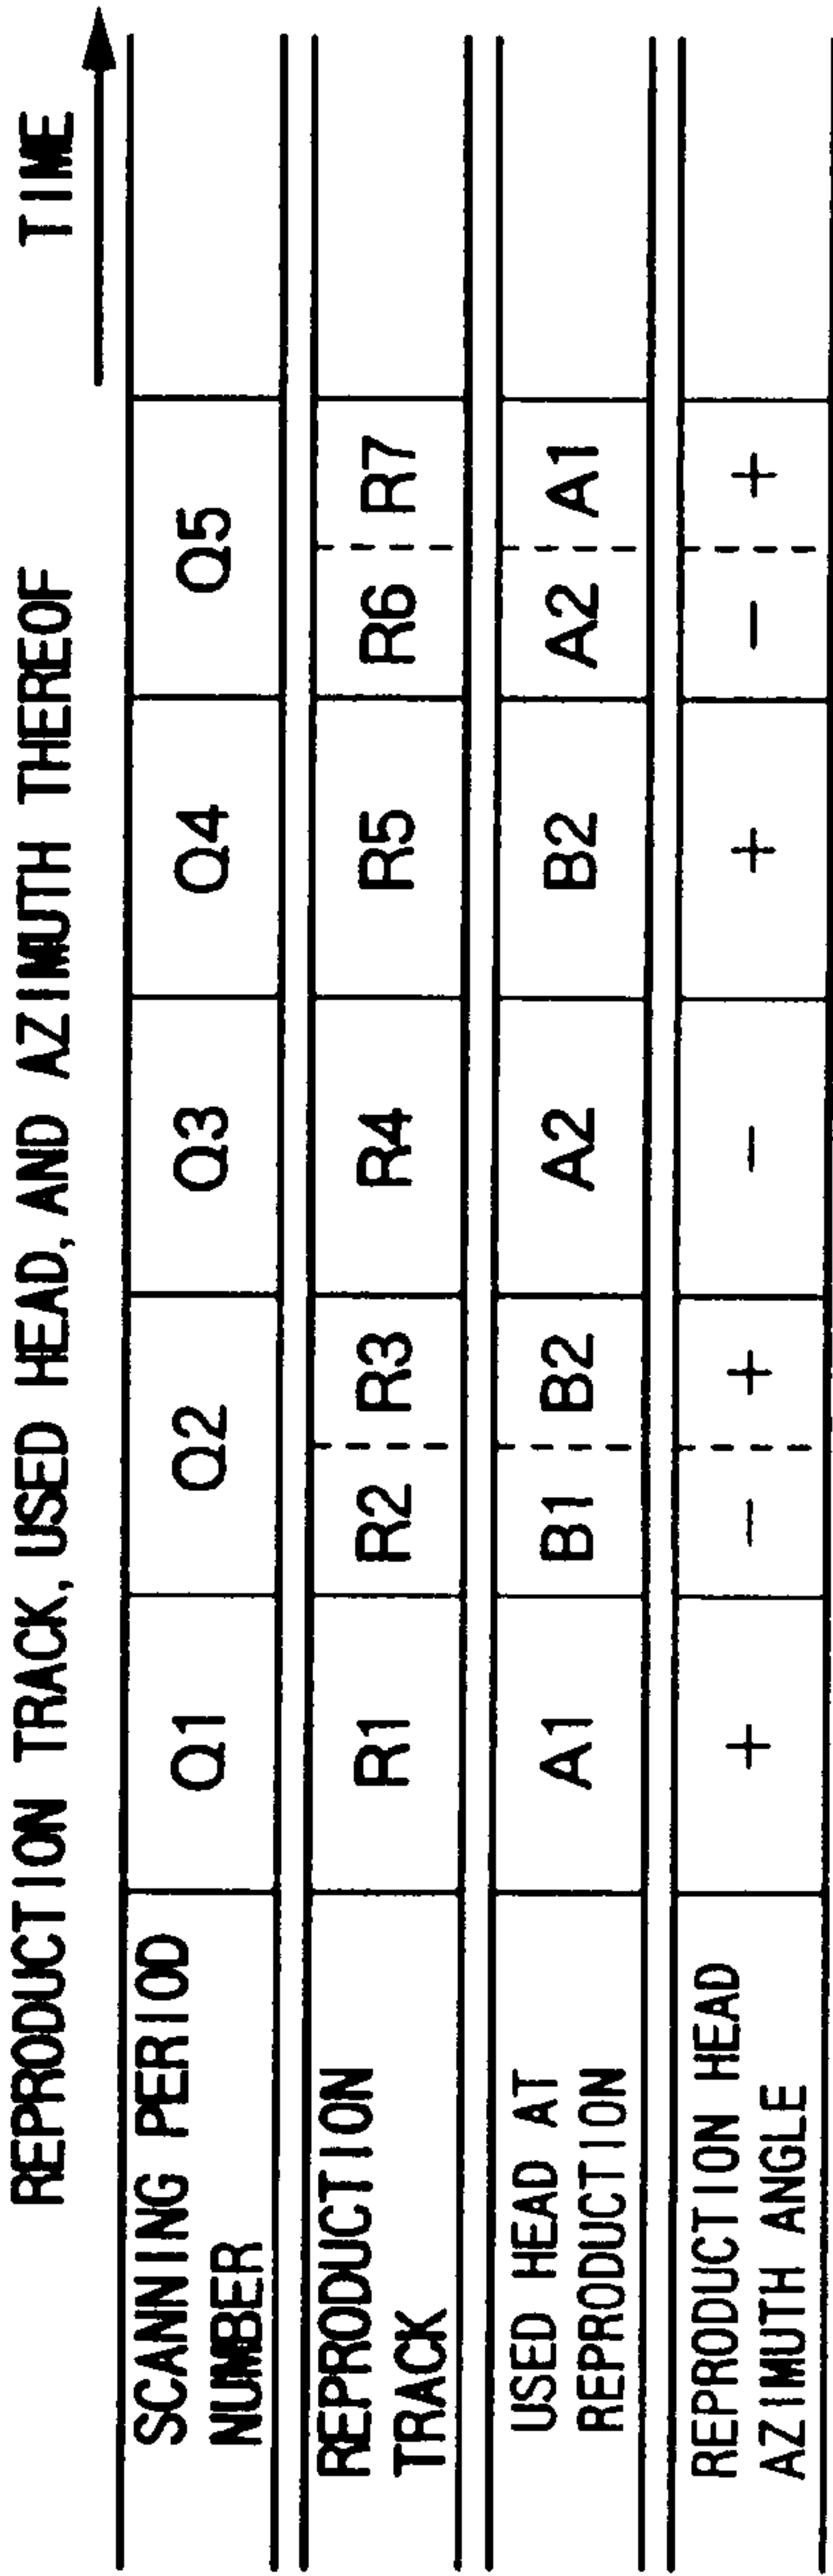 REPRODUCTION TRACK, USED HEAD, AND AZIMUTH THEREOF
TIME
SCANNING PERIOD
NUMBER
Q1 Q2 Q3 Q4 Q5
REPRODUCTION
TRACK
R1 R2 R3 R4 R5 R6 R7
USED HEAD AT
REPRODUCTION
A1 B1 B2 A2 B2 A2 A1
REPRODUCTION HEAD
AZIMUTH ANGLE
+ − + − + − +